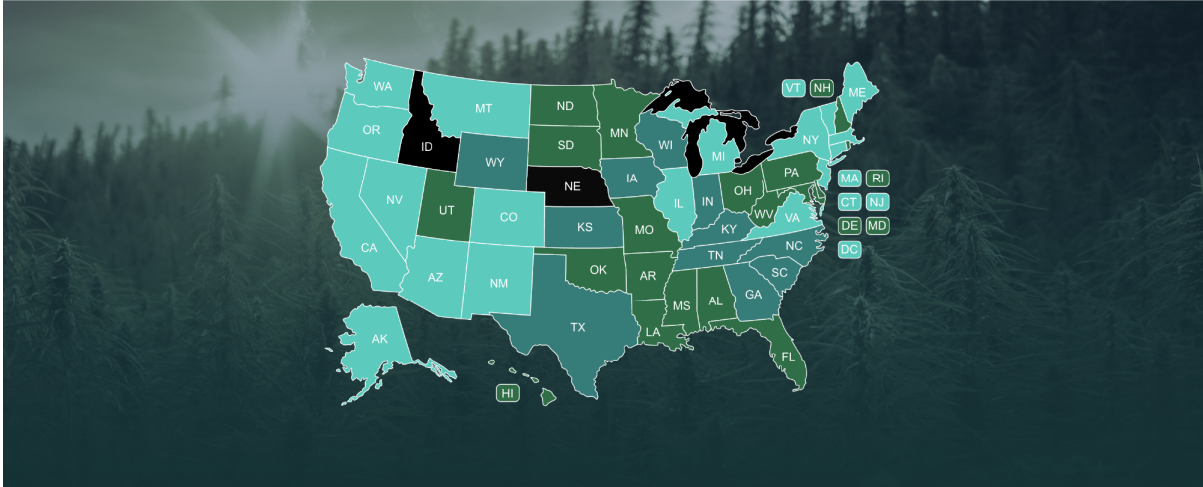 WA
MT
ND
MN
VT NH
ME
OR
ID
SD
WI
MI
NY
WY
NE
IA
PA
MA RI
NV
UT
CO
IL
IN
OH
WV
VA
CT NJ
KS
MO
KY
DE MD
CA
AZ
NM
OK
AR
TN
NC
SC
DC
TX
MS
AL
GA
LA
FL
AK
HI